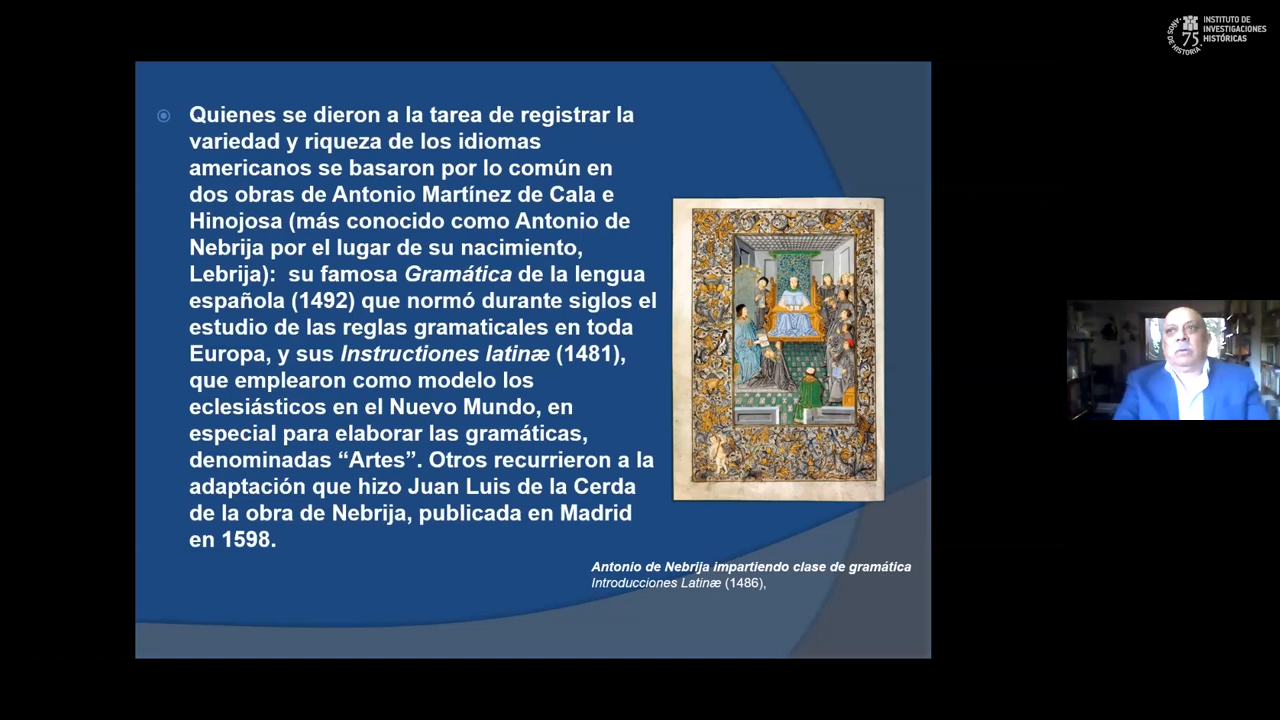 INSTITUTO DE
INVESTIGACIONES
HISTÓRICAS
75
AÑOS DE HISTORIA
Quienes se dieron a la tarea de registrar la
variedad y riqueza de los idiomas
americanos se basaron por lo común en
dos obras de Antonio Martínez de Cala e
Hinojosa (más conocido como Antonio de
Nebrija por el lugar de su nacimiento,
Lebrija):  su famosa Gramática de la lengua
española (1492) que normó durante siglos el
estudio de las reglas gramaticales en toda
Europa, y sus Instructiones latinæ (1481),
que emplearon como modelo los
eclesiásticos en el Nuevo Mundo, en
especial para elaborar las gramáticas,
denominadas “Artes”. Otros recurrieron a la
adaptación que hizo Juan Luis de la Cerda
de la obra de Nebrija, publicada en Madrid
en 1598.
Antonio de Nebrija impartiendo clase de gramática
Introducciones Latinæ (1486),